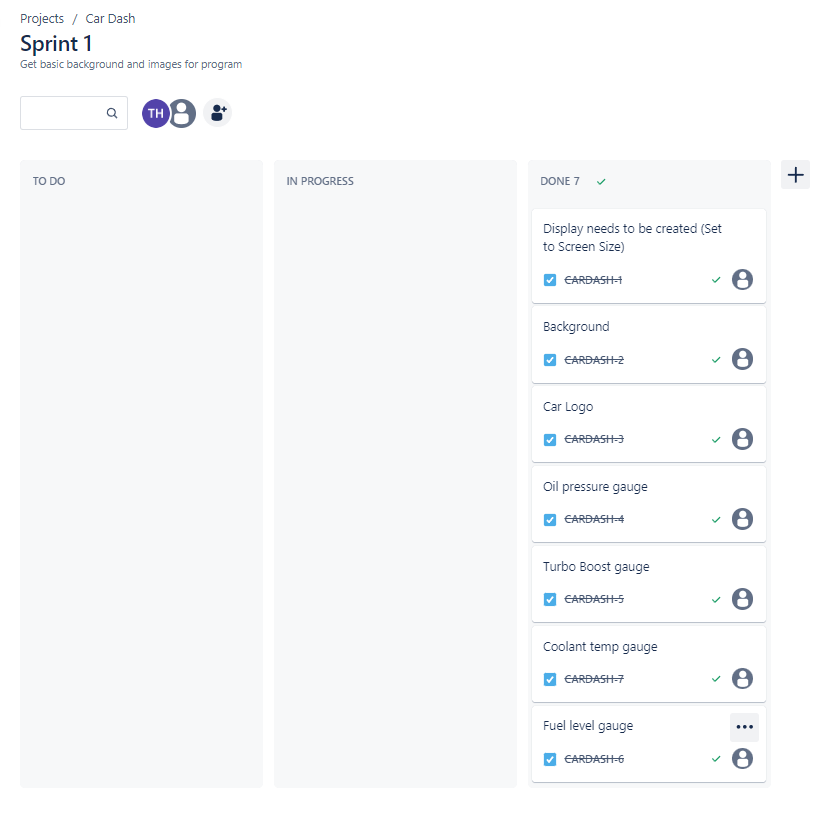 Projects / Car Dash
Sprint 1
Get basic background and images for program
TH
TO DO
IN PROGRESS
DONE 7
Display needs to be created (Set
to Screen Size)
CARDASH-1
Background
CARDASH-2
Car Logo
CARDASH-3
Oil pressure gauge
CARDASH-4
Turbo Boost gauge
CARDASH-5
Coolant temp gauge
CARDASH-7
Fuel level gauge
CARDASH-6